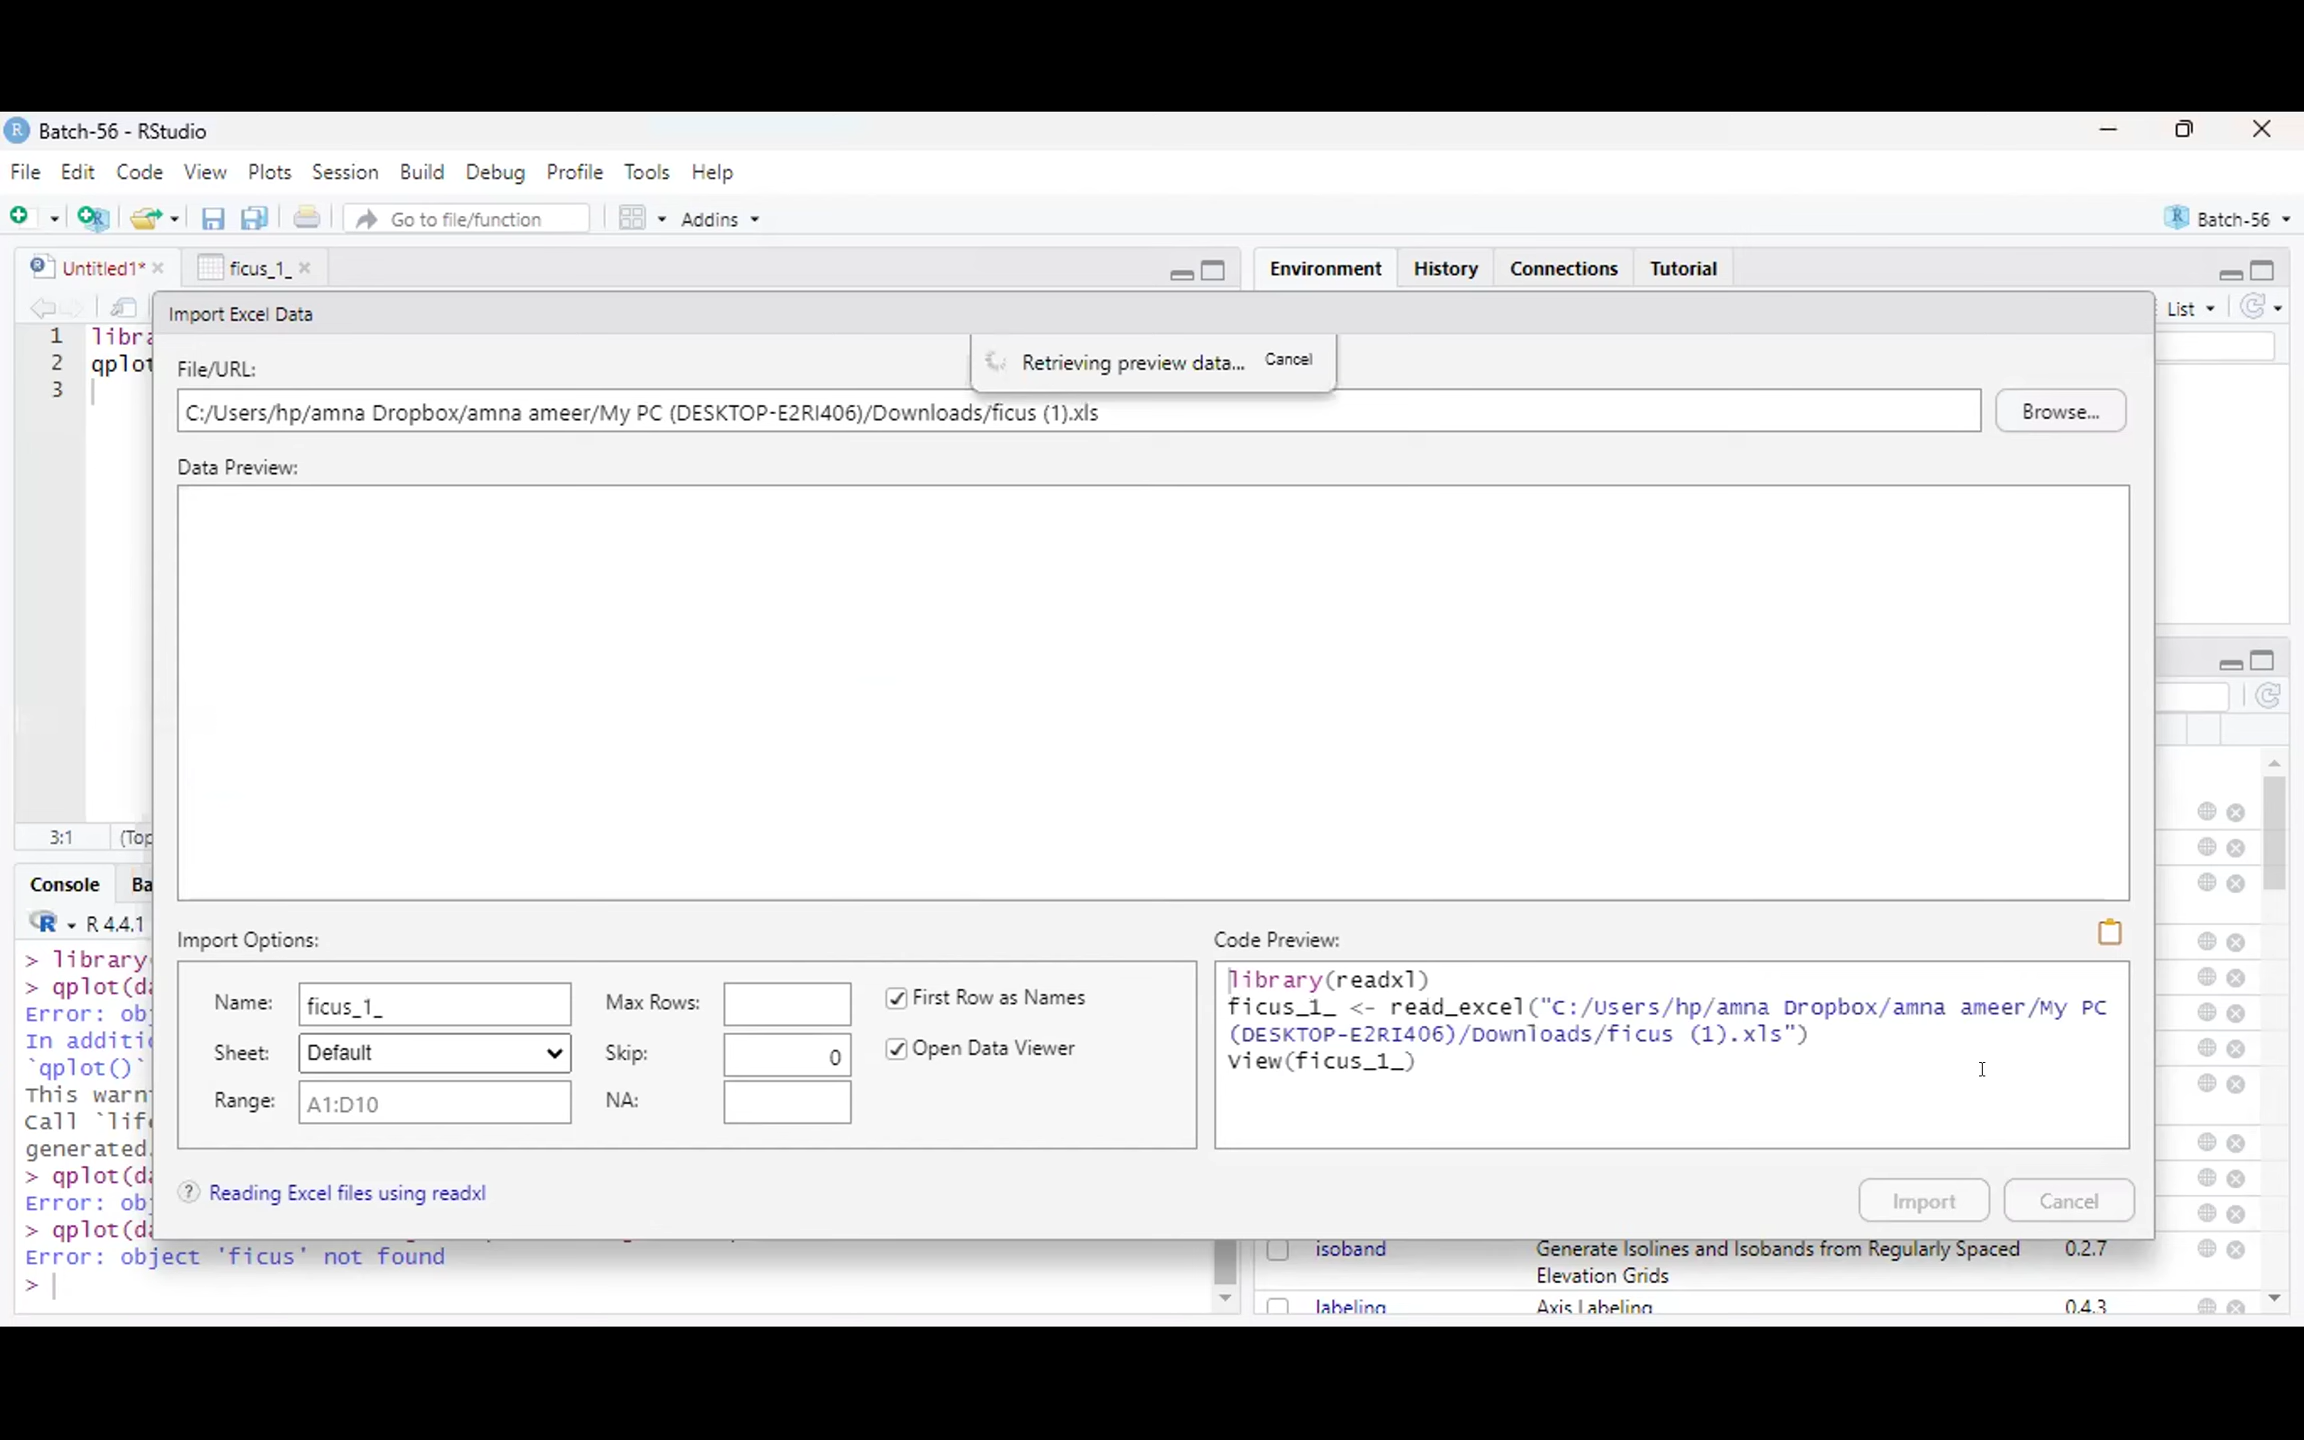 Batch-56 - RStudio
File Edit Code View Plots Session Build Debug Profile Tools Help
Go to file/function Addins Batch-56
Untitled1* ficus_1_
Environment History Connections Tutorial
List
Import Excel Data
1
2
3
File/URL:
Retrieving preview data... Cancel
C:/Users/hp/amna Dropbox/amna ameer/My PC (DESKTOP-E2RI406)/Downloads/ficus (1).xls
Browse...
Data Preview:
3:1
Console
R 4.4.1
Import Options:
Name: ficus_1_
Sheet: Default
Range: A1:D10
Max Rows:
Skip: 0
NA:
First Row as Names
Open Data Viewer
Code Preview:
library(readxl)
ficus_1_ <- read_excel("C:/Users/hp/amna Dropbox/amna ameer/My PC
(DESKTOP-E2RI406)/Downloads/ficus (1).xls")
View(ficus_1_)
Reading Excel files using readxl
Import Cancel
> library
> qplot(da
Error: ob
In additi
`qplot()`
This warn
Call `life
generated.
> qplot(da
Error: ob
> qplot(da
Error: object 'ficus' not found
>
isoband Generate Isolines and Isobands from Regularly Spaced 0.2.7
Elevation Grids
labeling Axis Labeling 0.4.3